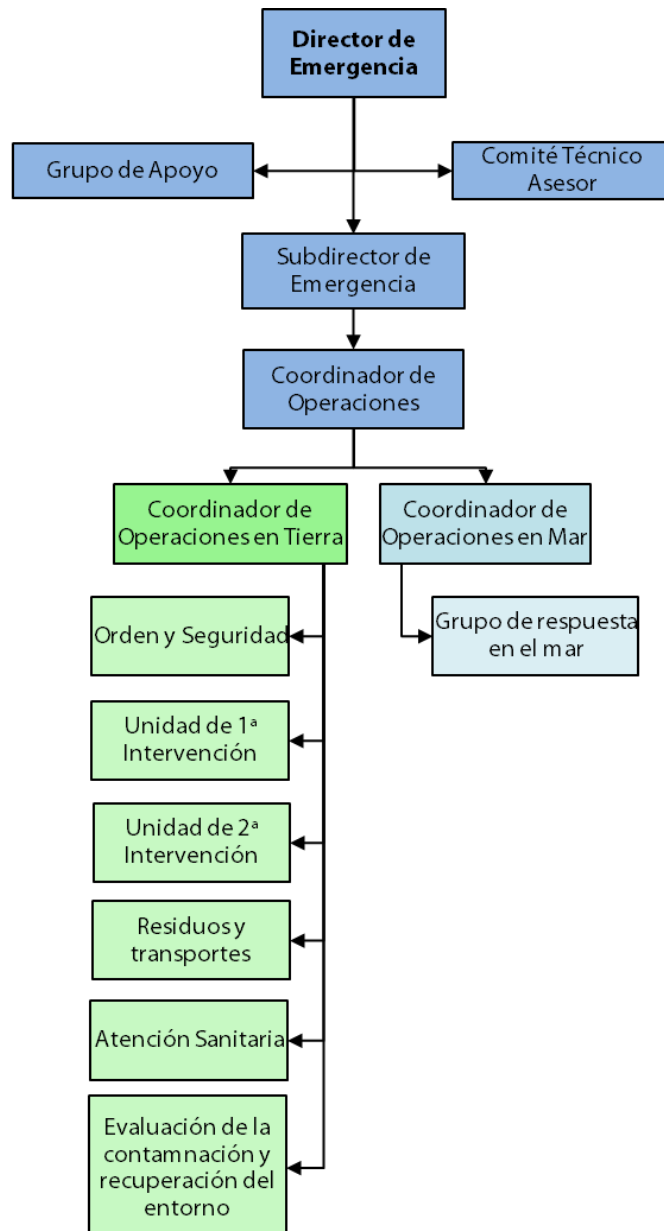 Director de
Emergencia
Grupo de Apoyo
Comité Técnico
Asesor
Subdirector de
Emergencia
Coordinador de
Operaciones
Coordinador de
Operaciones en Tierra
Coordinador de
Operaciones en Mar
Orden y Seguridad
Grupo de respuesta
en el mar
Unidad de 1ª
Intervención
Unidad de 2ª
Intervención
Residuos y
transportes
Atención Sanitaria
Evaluación de la
contamnación y
recuperación del
entorno